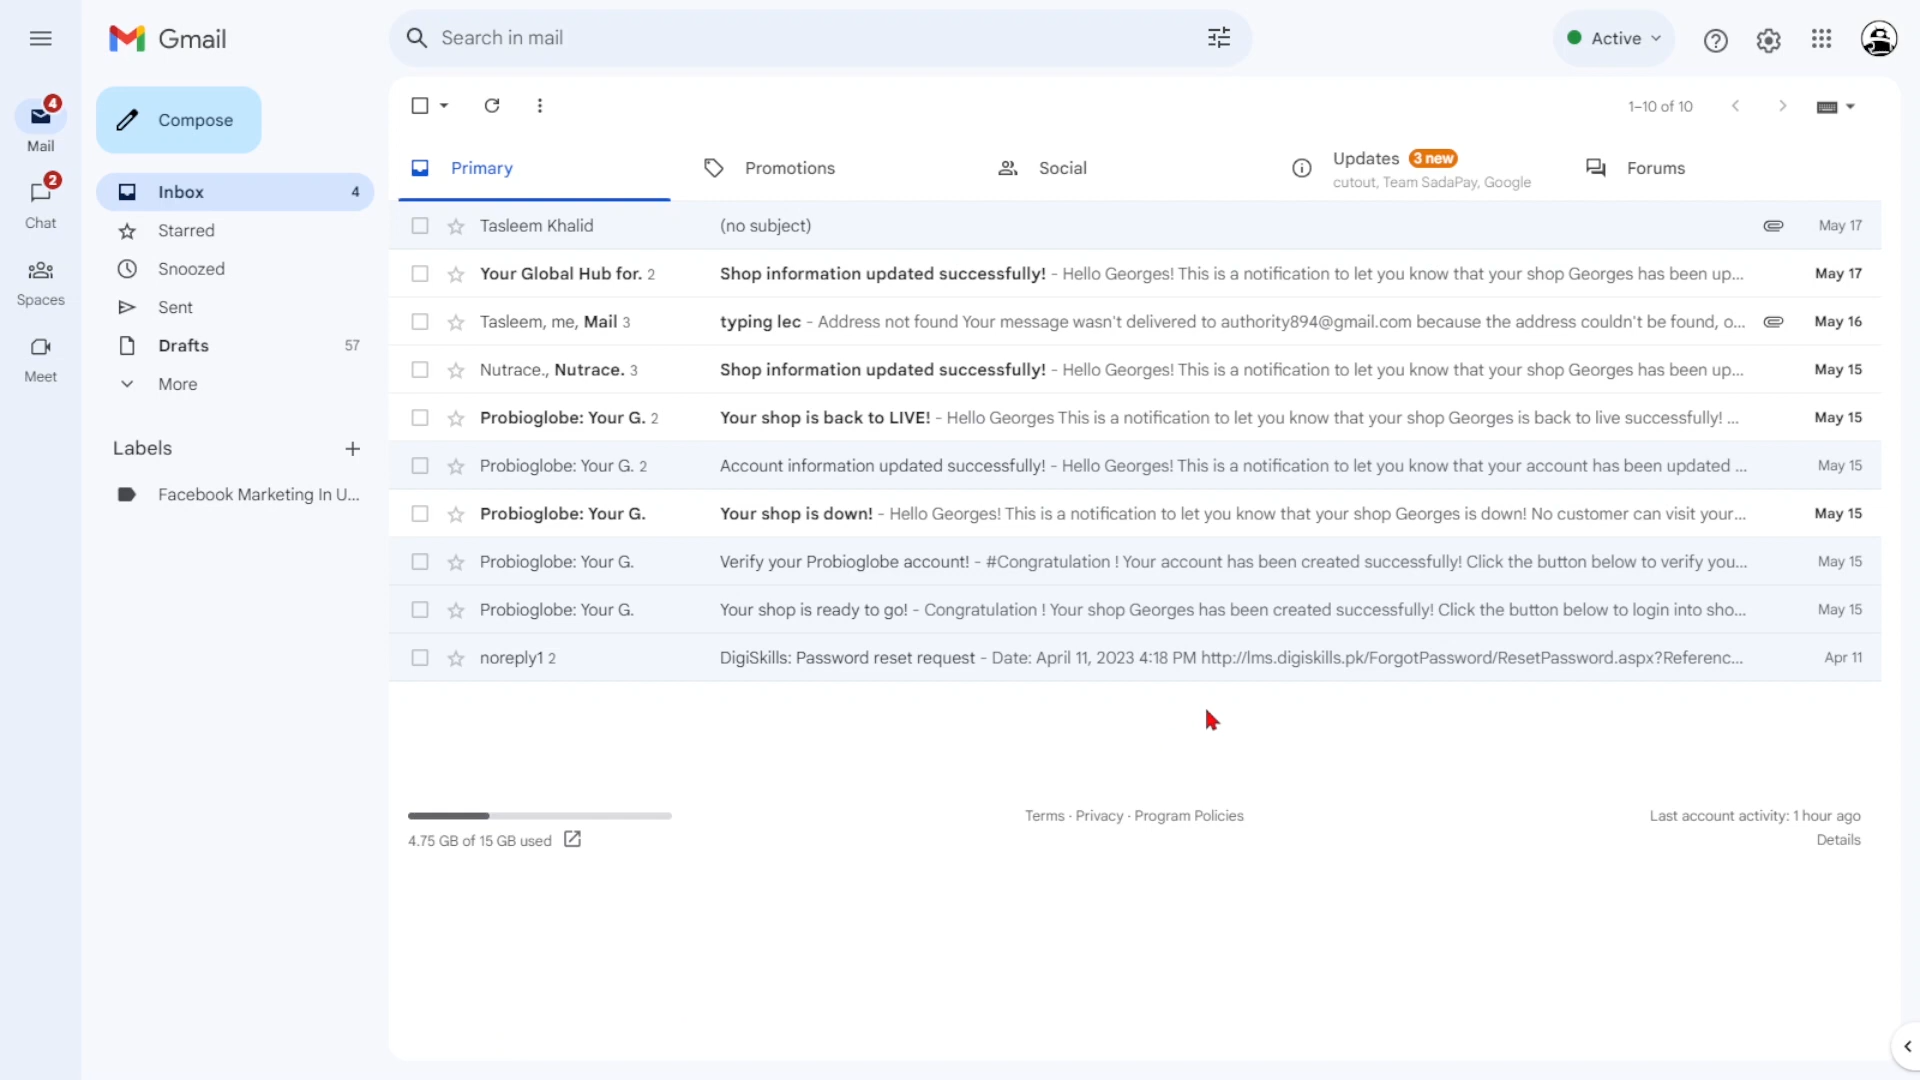 Gmail
Search in mail
Active
4
Mail
2
Chat
Spaces
Meet
Compose
Inbox 4
Starred
Snoozed
Sent
Drafts 57
More
Labels
Facebook Marketing In U...
1–10 of 10
Primary
Promotions
Social
Updates 3 new
cutout, Team SadaPay, Google
Forums
Tasleem Khalid (no subject) May 17
Your Global Hub for. 2 Shop information updated successfully! - Hello Georges! This is a notification to let you know that your shop Georges has been up... May 17
Tasleem, me, Mail 3 typing lec - Address not found Your message wasn't delivered to authority894@gmail.com because the address couldn't be found, o... May 16
Nutrace., Nutrace. 3 Shop information updated successfully! - Hello Georges! This is a notification to let you know that your shop Georges has been up... May 15
Probioglobe: Your G. 2 Your shop is back to LIVE! - Hello Georges This is a notification to let you know that your shop Georges is back to live successfully! ... May 15
Probioglobe: Your G. 2 Account information updated successfully! - Hello Georges! This is a notification to let you know that your account has been updated ... May 15
Probioglobe: Your G. Your shop is down! - Hello Georges! This is a notification to let you know that your shop Georges is down! No customer can visit your... May 15
Probioglobe: Your G. Verify your Probioglobe account! - #Congratulation ! Your account has been created successfully! Click the button below to verify you... May 15
Probioglobe: Your G. Your shop is ready to go! - Congratulation ! Your shop Georges has been created successfully! Click the button below to login into sho... May 15
noreply1 2 DigiSkills: Password reset request - Date: April 11, 2023 4:18 PM http://lms.digiskills.pk/ForgotPassword/ResetPassword.aspx?Referenc... Apr 11
4.75 GB of 15 GB used
Terms · Privacy · Program Policies
Last account activity: 1 hour ago
Details